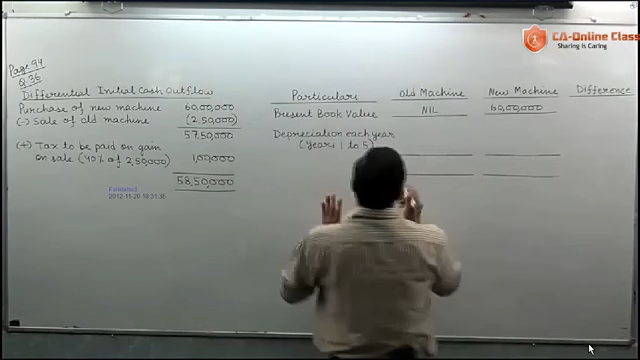 Page 94
Q 36
Differential Initial Cash Outflow
Purchase of new machine 60,00,000
(-) Sale of old machine (2,50,000)
57,50,000
(+) Tax to be paid on gain
on sale (40% of 2,50,000) 1,00,000
58,50,000
Faridabad
2012-11-20 18:31:36
Particulars Old Machine New Machine Difference
Present Book Value NIL 60,00,000
Depreciation each year
(Years 1 to 5)
CA-Online Class
Sharing Is Caring